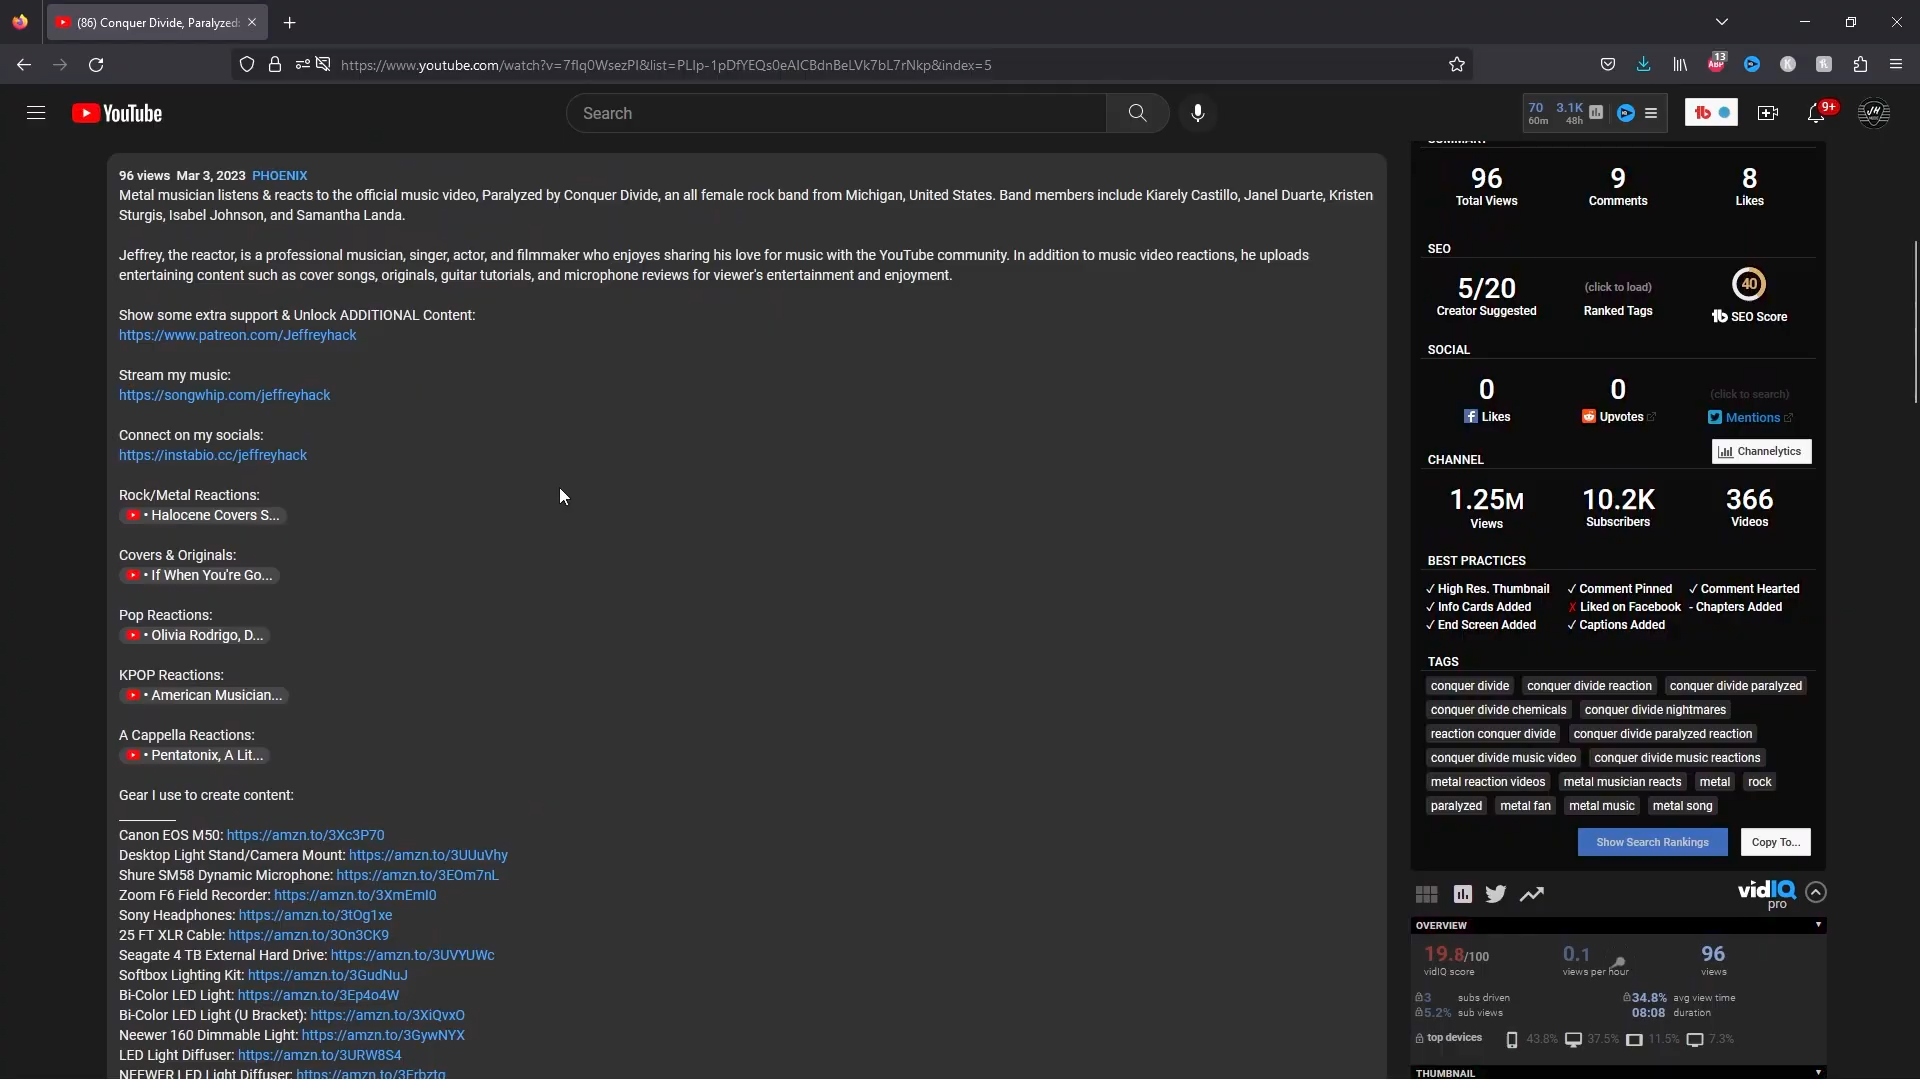 (86) Conquer Divide, Paralyzed:
https://www.youtube.com/watch?v=7flq0WsezPI&list=PLlp-1pDfYEQs0eAICBdnBeLVk7bL7rNkp&index=5
13
ABP
YouTube
Search
70 3.1K
60m 48h
9+
96 views Mar 3, 2023 PHOENIX
Metal musician listens & reacts to the official music video, Paralyzed by Conquer Divide, an all female rock band from Michigan, United States. Band members include Kiarely Castillo, Janel Duarte, Kristen
Sturgis, Isabel Johnson, and Samantha Landa.
Jeffrey, the reactor, is a professional musician, singer, actor, and filmmaker who enjoyes sharing his love for music with the YouTube community. In addition to music video reactions, he uploads
entertaining content such as cover songs, originals, guitar tutorials, and microphone reviews for viewer's entertainment and enjoyment.
Show some extra support & Unlock ADDITIONAL Content:
https://www.patreon.com/Jeffreyhack
Stream my music:
https://songwhip.com/jeffreyhack
Connect on my socials:
https://instabio.cc/jeffreyhack
Rock/Metal Reactions:
• Halocene Covers S...
Covers & Originals:
• If When You're Go...
Pop Reactions:
• Olivia Rodrigo, D...
KPOP Reactions:
• American Musician...
A Cappella Reactions:
• Pentatonix, A Lit...
Gear I use to create content:
________
Canon EOS M50: https://amzn.to/3Xc3P70
Desktop Light Stand/Camera Mount: https://amzn.to/3UUuVhy
Shure SM58 Dynamic Microphone: https://amzn.to/3EOm7nL
Zoom F6 Field Recorder: https://amzn.to/3XmEmI0
Sony Headphones: https://amzn.to/3tOg1xe
25 FT XLR Cable: https://amzn.to/3On3CK9
Seagate 4 TB External Hard Drive: https://amzn.to/3UVYUWc
Softbox Lighting Kit: https://amzn.to/3GudNuJ
Bi-Color LED Light: https://amzn.to/3Ep4o4W
Bi-Color LED Light (U Bracket): https://amzn.to/3XiQvxO
Neewer 160 Dimmable Light: https://amzn.to/3GywNYX
LED Light Diffuser: https://amzn.to/3URW8S4
NEEWER LED Light Diffuser: https://amzn.to/3Erbztq
SUMMARY
96 9 8
Total Views Comments Likes
SEO
5/20 (click to load) 40
Creator Suggested Ranked Tags tb SEO Score
SOCIAL
0 0 (click to search)
Likes Upvotes Mentions
Channelytics
CHANNEL
1.25M 10.2K 366
Views Subscribers Videos
BEST PRACTICES
✓ High Res. Thumbnail ✓ Comment Pinned ✓ Comment Hearted
✓ Info Cards Added ✗ Liked on Facebook - Chapters Added
✓ End Screen Added ✓ Captions Added
TAGS
conquer divide conquer divide reaction conquer divide paralyzed
conquer divide chemicals conquer divide nightmares
reaction conquer divide conquer divide paralyzed reaction
conquer divide music video conquer divide music reactions
metal reaction videos metal musician reacts metal rock
paralyzed metal fan metal music metal song
Show Search Rankings Copy To...
vidIQ
pro
OVERVIEW
19.8/100 0.1 96
vidIQ score views per hour views
3 subs driven 34.8% avg view time
5.2% sub views 08:08 duration
top devices 43.8% 37.5% 11.5% 7.3%
THUMBNAIL